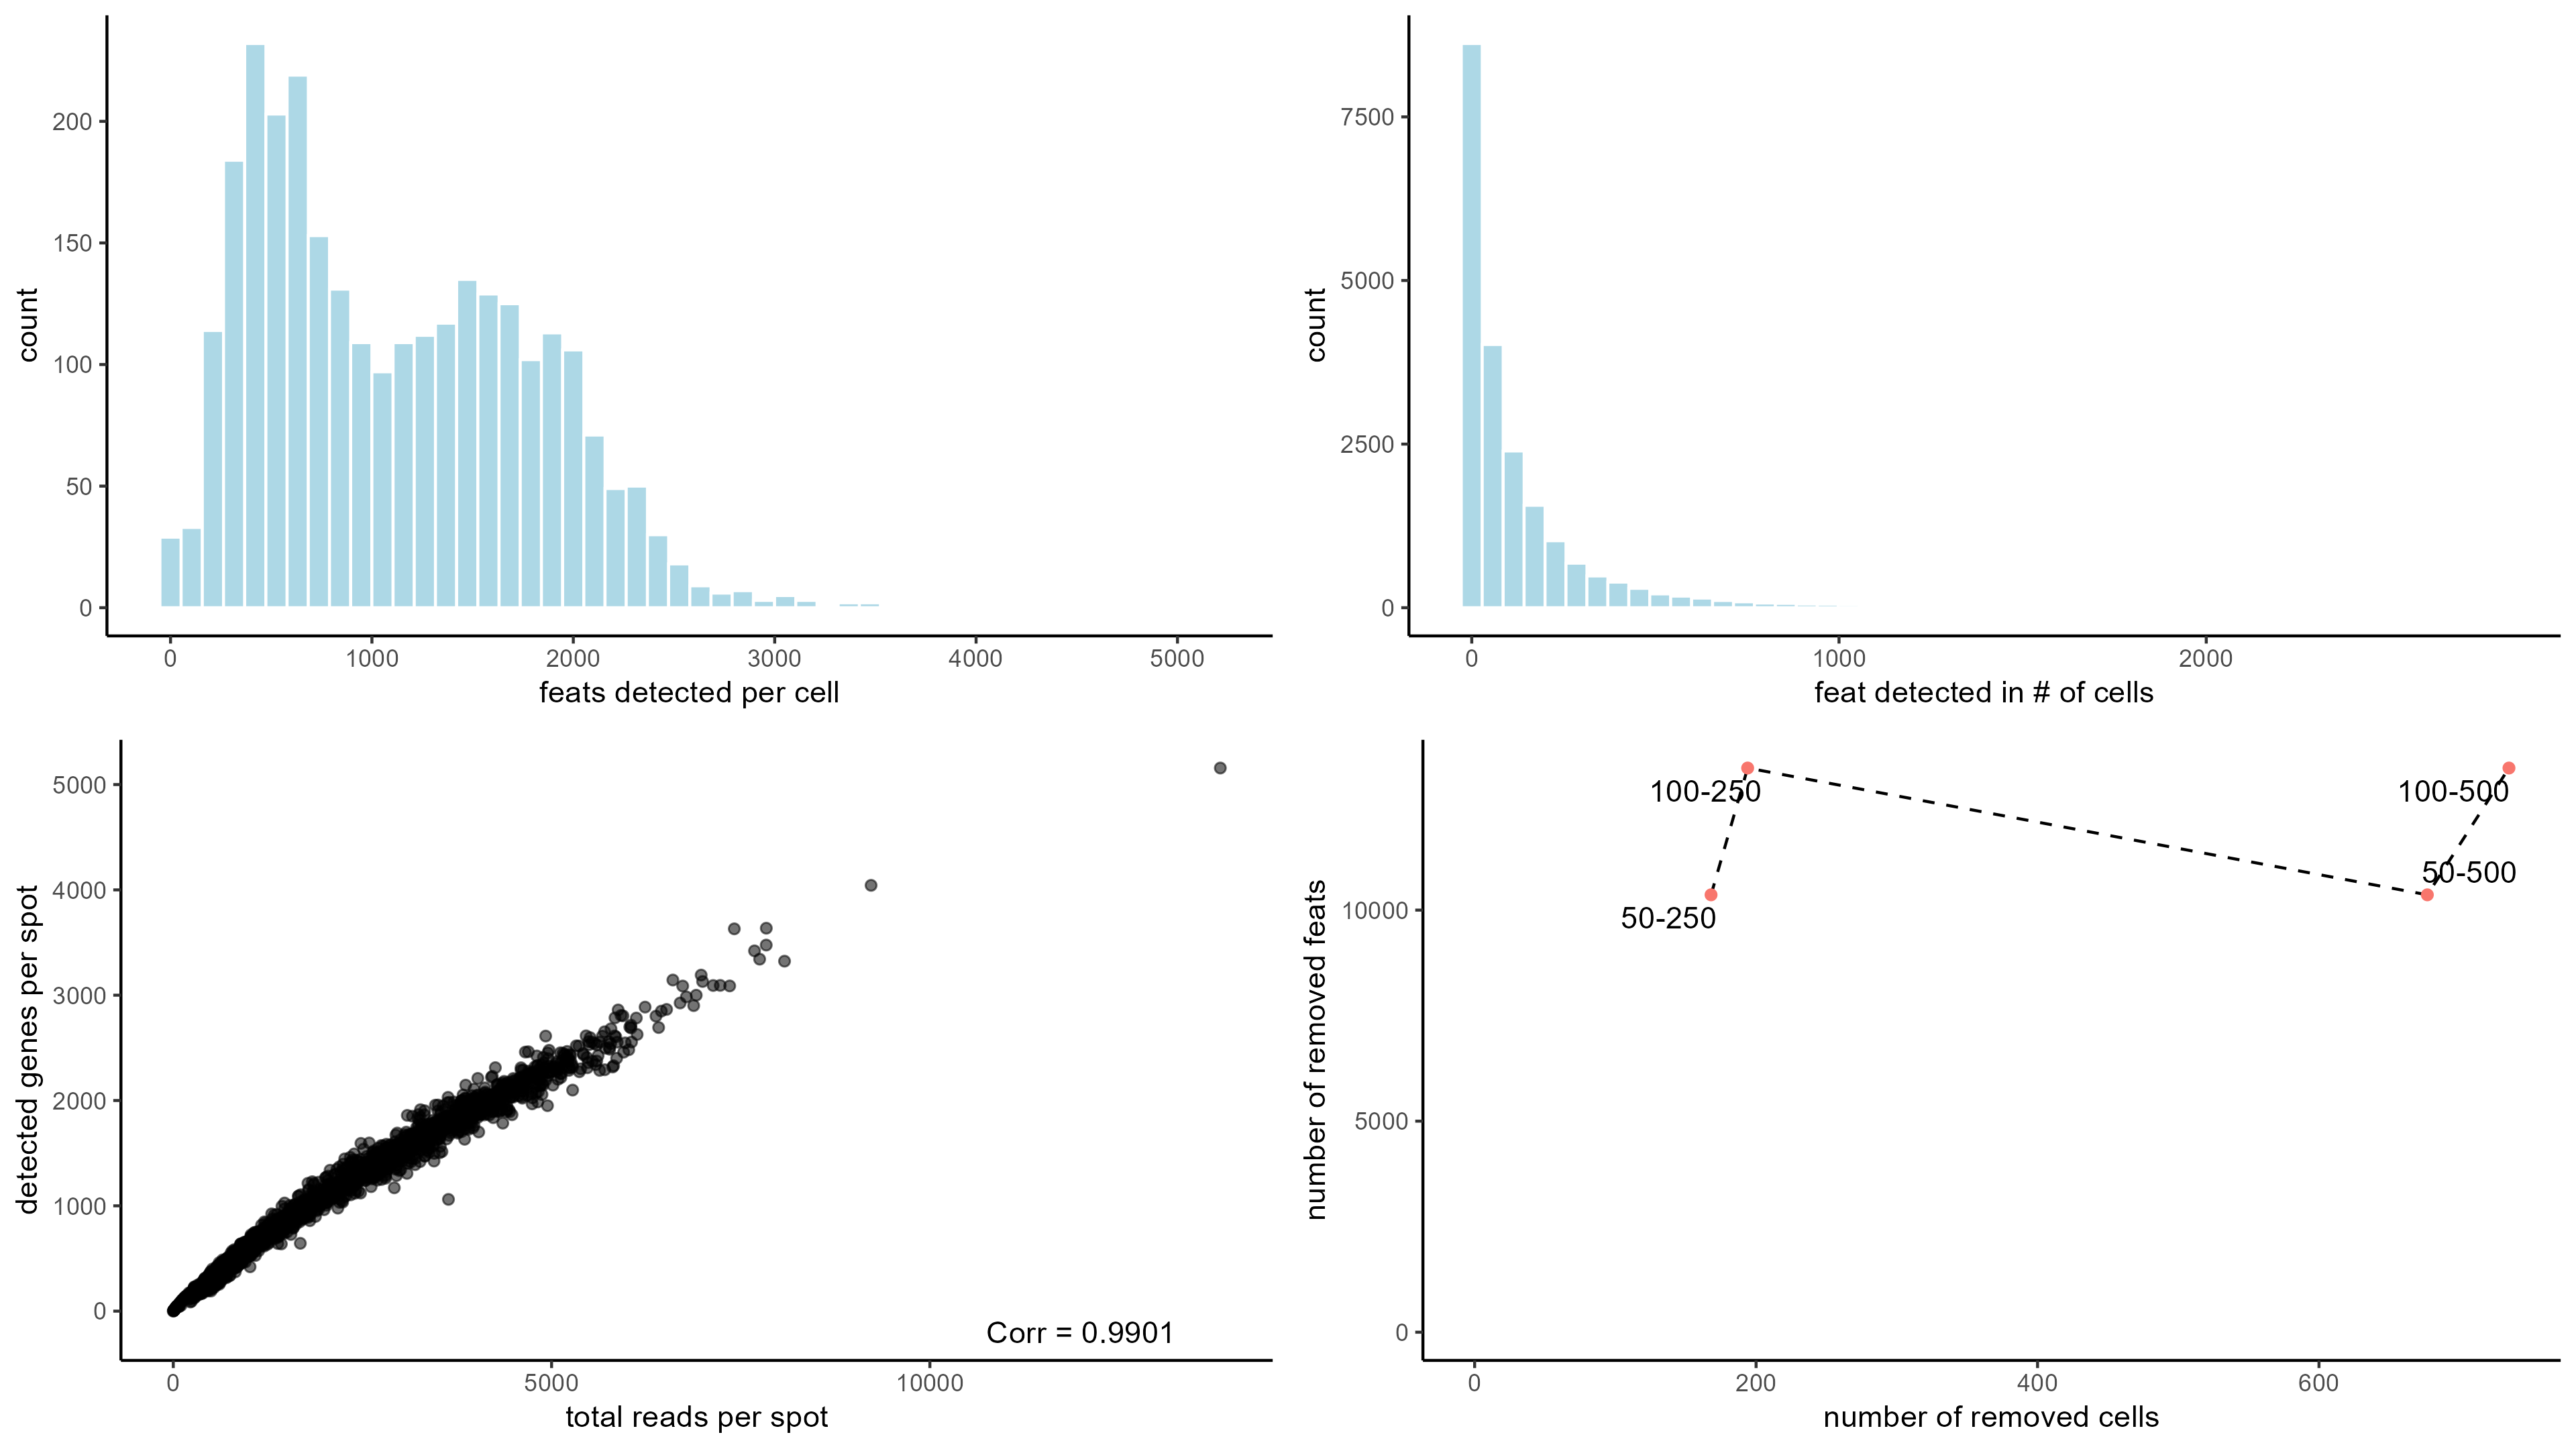 200
150
100
50
0
count
0 1000 2000 3000 4000 5000
feats detected per cell
7500
5000
2500
0
count
0 1000 2000
feat detected in # of cells
5000
4000
3000
2000
1000
0
detected genes per spot
Corr = 0.9901
0 5000 10000
total reads per spot
10000
5000
0
number of removed feats
100-250 100-500
50-500
50-250
0 200 400 600
number of removed cells